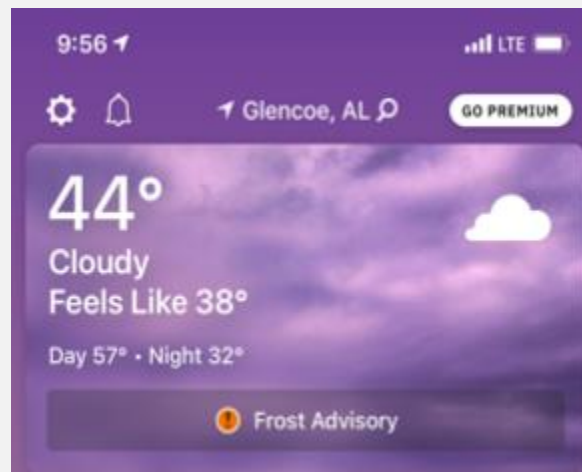 9:56
LTE
Glencoe, AL
GO PREMIUM
44°
Cloudy
Feels Like 38°
Day 57° • Night 32°
Frost Advisory